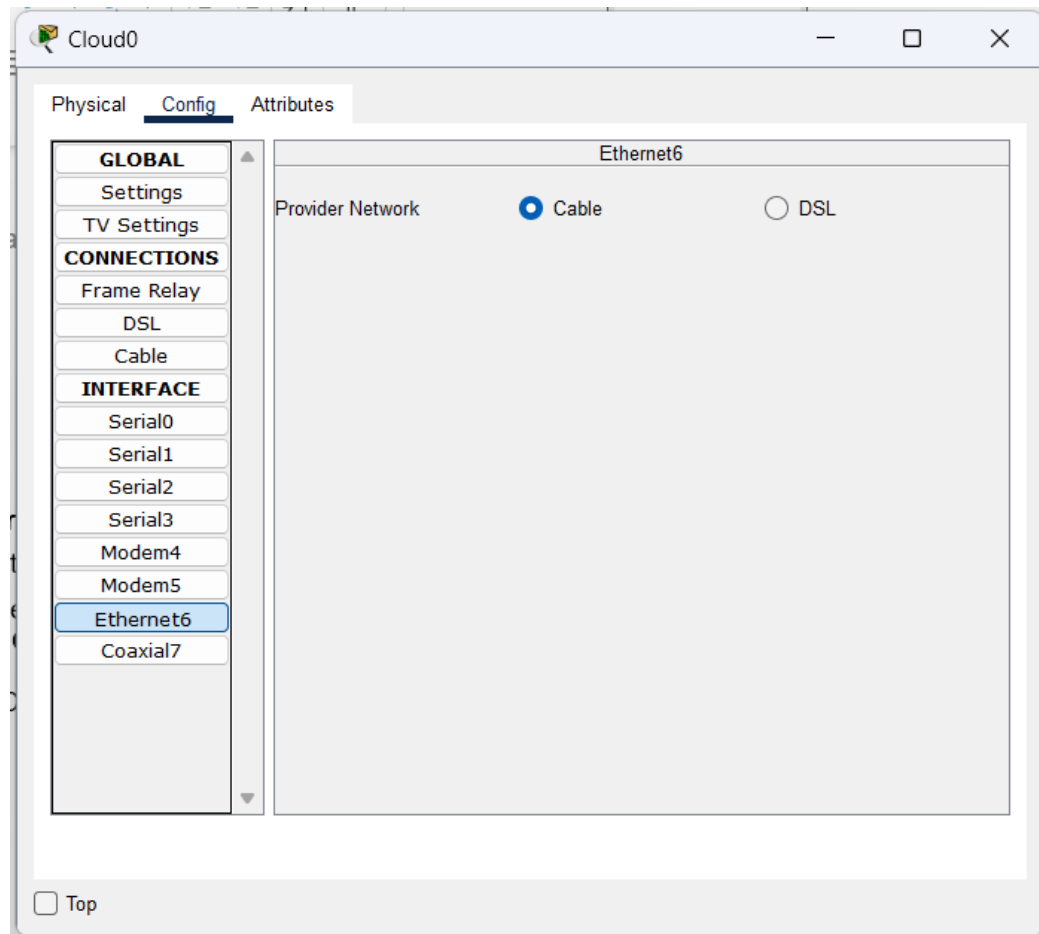 Cloud0
Physical Config Attributes
GLOBAL
Settings
TV Settings
CONNECTIONS
Frame Relay
DSL
Cable
INTERFACE
Serial0
Serial1
Serial2
Serial3
Modem4
Modem5
Ethernet6
Coaxial7
Ethernet6
Provider Network Cable DSL
Top